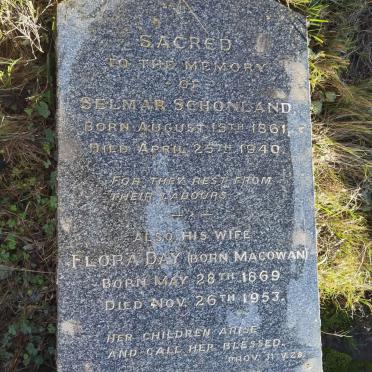 SACRED
TO THE MEMORY
OF
SELMAR SCHONLAND
BORN AUGUST 15TH 1861.
DIED APRIL 25TH 1940.
FOR THEY REST FROM
THEIR LABOURS.
ALSO HIS WIFE
FLORA DAY (BORN MACOWAN)
BORN MAY 28TH 1869
DIED NOV. 26TH 1953.
HER CHILDREN ARISE
AND CALL HER BLESSED.
PROV. 31 V.28.